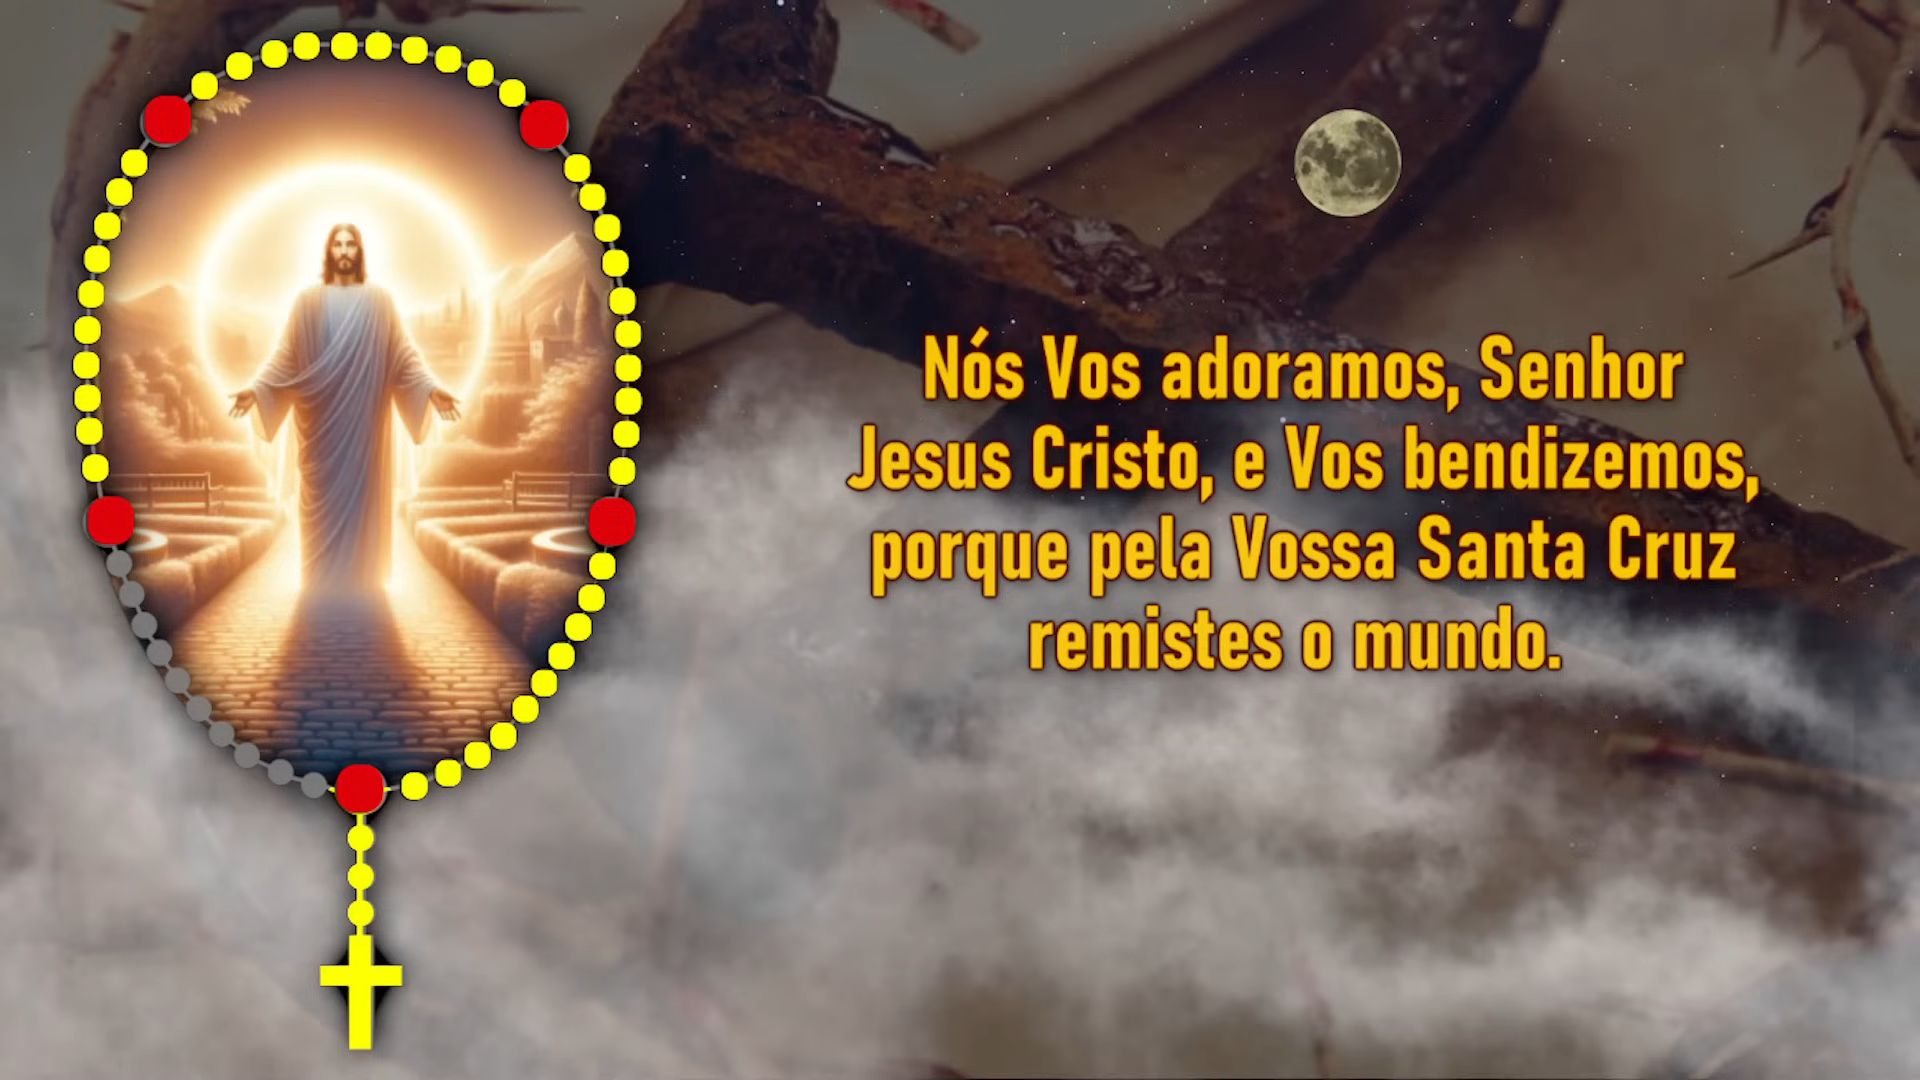 Nós Vos adoramos, Senhor
Jesus Cristo, e Vos bendizemos,
porque pela Vossa Santa Cruz
remistes o mundo.